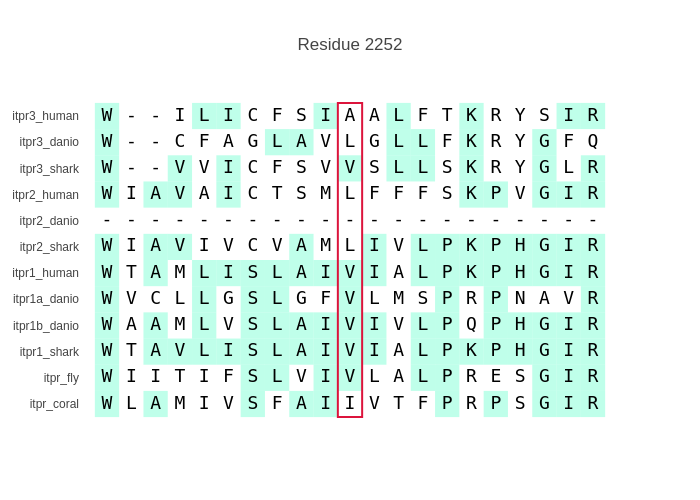 Residue 2252
itpr3_human W - - I L I C F S I A A L F T K R Y S I R
itpr3_danio W - - C F A G L A V L G L L F K R Y G F Q
itpr3_shark W - - V V I C F S V V S L L S K R Y G L R
itpr2_human W I A V A I C T S M L F F F S K P V G I R
itpr2_danio - - - - - - - - - - - - - - - - - - - - -
itpr2_shark W I A V I V C V A M L I V L P K P H G I R
itpr1_human W T A M L I S L A I V I A L P K P H G I R
itpr1a_danio W V C L L G S L G F V L M S P R P N A V R
itpr1b_danio W A A M L V S L A I V I V L P Q P H G I R
itpr1_shark W T A V L I S L A I V I A L P K P H G I R
itpr_fly W I I T I F S L V I V L A L P R E S G I R
itpr_coral W L A M I V S F A I I V T F P R P S G I R